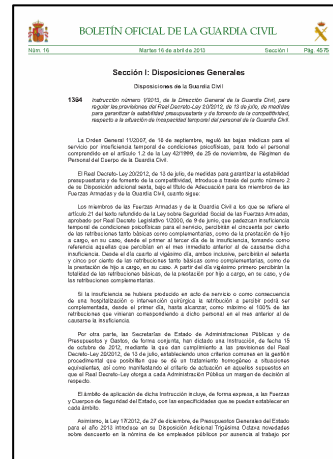 BOLETÍN OFICIAL DE LA GUARDIA CIVIL
Núm. 16 Martes 16 de abril de 2013 Sección I Pág. 4575
Sección I: Disposiciones Generales
Disposiciones de la Guardia Civil
1364 Instrucción número 1/2013, de la Dirección General de la Guardia Civil, para
regular las previsiones del Real Decreto-Ley 20/2012, de 13 de julio, de medidas
para garantizar la estabilidad presupuestaria y de fomento de la competitividad,
respecto a la situación de incapacidad temporal del personal de la Guardia Civil.
La Orden General 11/2007, de 18 de septiembre, reguló las bajas médicas para el
servicio por insuficiencia temporal de condiciones psicofísicas, para todo el personal
comprendido en el artículo 1.2 de la Ley 42/1999, de 25 de noviembre, de Régimen de
Personal del Cuerpo de la Guardia Civil.
El Real Decreto-Ley 20/2012, de 13 de julio, de medidas para garantizar la estabilidad
presupuestaria y de fomento de la competitividad, introduce a través del punto número 2
de su Disposición adicional sexta, bajo el título de Adecuación para los miembros de las
Fuerzas Armadas y de la Guardia Civil, cuanto sigue:
Los miembros de las Fuerzas Armadas y de la Guardia Civil a los que se refiere el
artículo 21 del texto refundido de la Ley sobre Seguridad Social de las Fuerzas Armadas,
aprobado por Real Decreto Legislativo 1/2000, de 9 de junio, que padezcan insuficiencia
temporal de condiciones psicofísicas para el servicio, percibirán el cincuenta por ciento
de las retribuciones tanto básicas como complementarias, como de la prestación de hijo
a cargo, en su caso, desde el primer al tercer día de la insuficiencia, tomando como
referencia aquellas que percibían en el mes inmediato anterior al de causarse dicha
insuficiencia. Desde el día cuarto al vigésimo día, ambos inclusive, percibirán el setenta
y cinco por ciento de las retribuciones tanto básicas como complementarias, como de
la prestación de hijo a cargo, en su caso. A partir del día vigésimo primero percibirán la
totalidad de las retribuciones básicas, de la prestación por hijo a cargo, en su caso, y de
las retribuciones complementarias.
Si la insuficiencia se hubiera producido en acto de servicio o como consecuencia
de una hospitalización o intervención quirúrgica la retribución a percibir podrá ser
complementada, desde el primer día, hasta alcanzar, como máximo el 100% de las
retribuciones que vinieran correspondiendo a dicho personal en el mes anterior al de
causarse la insuficiencia.
Por otra parte, las Secretarías de Estado de Administraciones Públicas y de
Presupuestos y Gastos, de forma conjunta, han dictado una Instrucción, de fecha 15
de octubre de 2012, mediante la que dan cumplimiento a las previsiones del Real
Decreto-Ley 20/2012, de 13 de julio, estableciendo unos criterios comunes en la gestión
procedimental que posibiliten que se dé un tratamiento homogéneo a situaciones
equivalentes, así como manifestando el criterio de actuación en aquellos supuestos en
que el Real Decreto-Ley otorga a cada Administración Pública un margen de decisión al
respecto.
El ámbito de aplicación de dicha Instrucción incluye, de forma expresa, a las Fuerzas
y Cuerpos de Seguridad del Estado, con las especificidades que se puedan establecer en
cada ámbito.
Asimismo, la Ley 17/2012, de 27 de diciembre, de Presupuestos Generales del Estado
para el año 2013 introduce en su Disposición Adicional Trigésima Octava novedades
sobre descuento en la nómina de los empleados públicos por ausencia al trabajo por